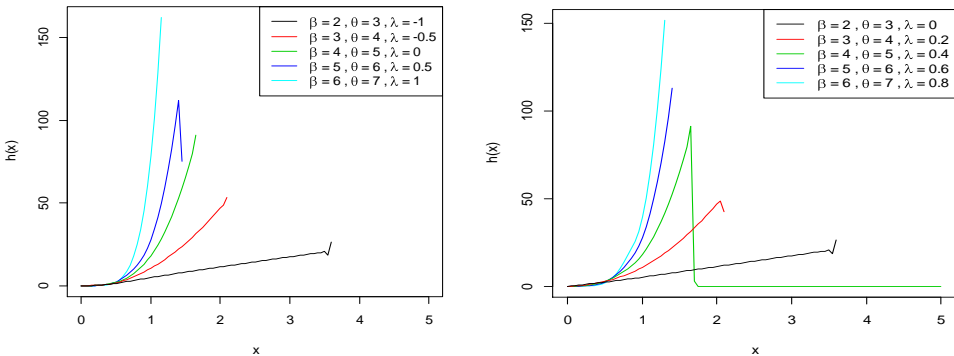 h(x)
150
100
50
0
0 1 2 3 4 5
x
β = 2 , θ = 3 , λ = -1
β = 3 , θ = 4 , λ = -0.5
β = 4 , θ = 5 , λ = 0
β = 5 , θ = 6 , λ = 0.5
β = 6 , θ = 7 , λ = 1
h(x)
150
100
50
0
0 1 2 3 4 5
x
β = 2 , θ = 3 , λ = 0
β = 3 , θ = 4 , λ = 0.2
β = 4 , θ = 5 , λ = 0.4
β = 5 , θ = 6 , λ = 0.6
β = 6 , θ = 7 , λ = 0.8